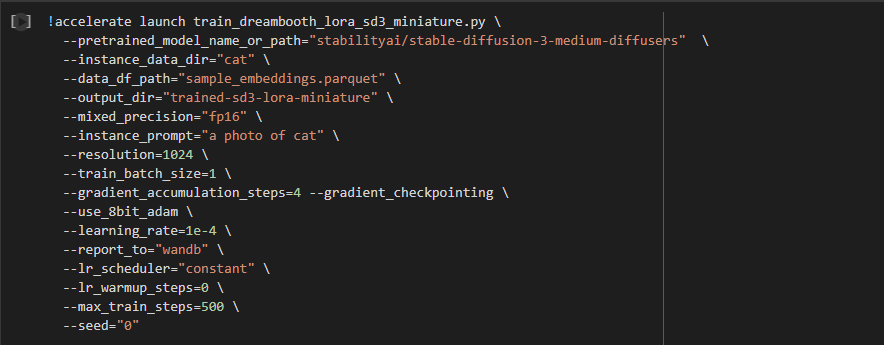 !accelerate launch train_dreambooth_lora_sd3_miniature.py \
--pretrained_model_name_or_path="stabilityai/stable-diffusion-3-medium-diffusers"  \
--instance_data_dir="cat" \
--data_df_path="sample_embeddings.parquet" \
--output_dir="trained-sd3-lora-miniature" \
--mixed_precision="fp16" \
--instance_prompt="a photo of cat" \
--resolution=1024 \
--train_batch_size=1 \
--gradient_accumulation_steps=4 --gradient_checkpointing \
--use_8bit_adam \
--learning_rate=1e-4 \
--report_to="wandb" \
--lr_scheduler="constant" \
--lr_warmup_steps=0 \
--max_train_steps=500 \
--seed="0"